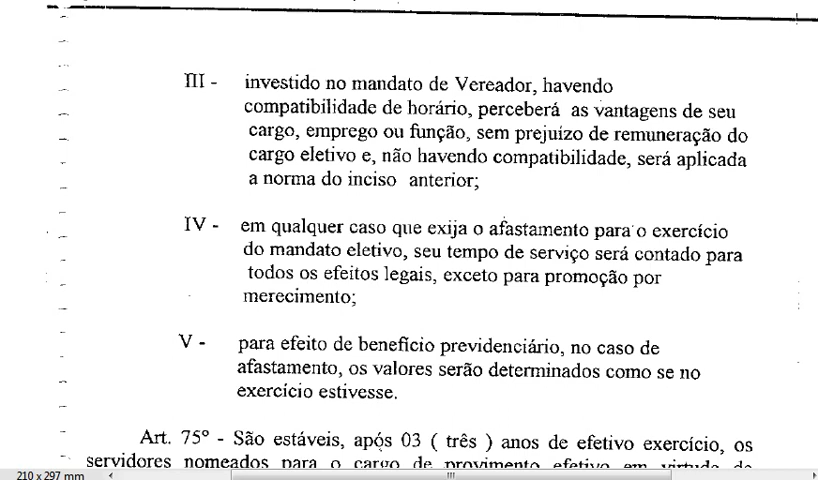 III - investido no mandato de Vereador, havendo
compatibilidade de horário, perceberá as vantagens de seu
cargo, emprego ou função, sem prejuízo de remuneração do
cargo eletivo e, não havendo compatibilidade, será aplicada
a norma do inciso anterior;
IV - em qualquer caso que exija o afastamento para o exercício
do mandato eletivo, seu tempo de serviço será contado para
todos os efeitos legais, exceto para promoção por
merecimento;
V - para efeito de benefício previdenciário, no caso de
afastamento, os valores serão determinados como se no
exercício estivesse.
Art. 75º - São estáveis, após 03 ( três ) anos de efetivo exercício, os
servidores nomeados para o cargo de provimento efetivo em virtude de
210 x 297 mm